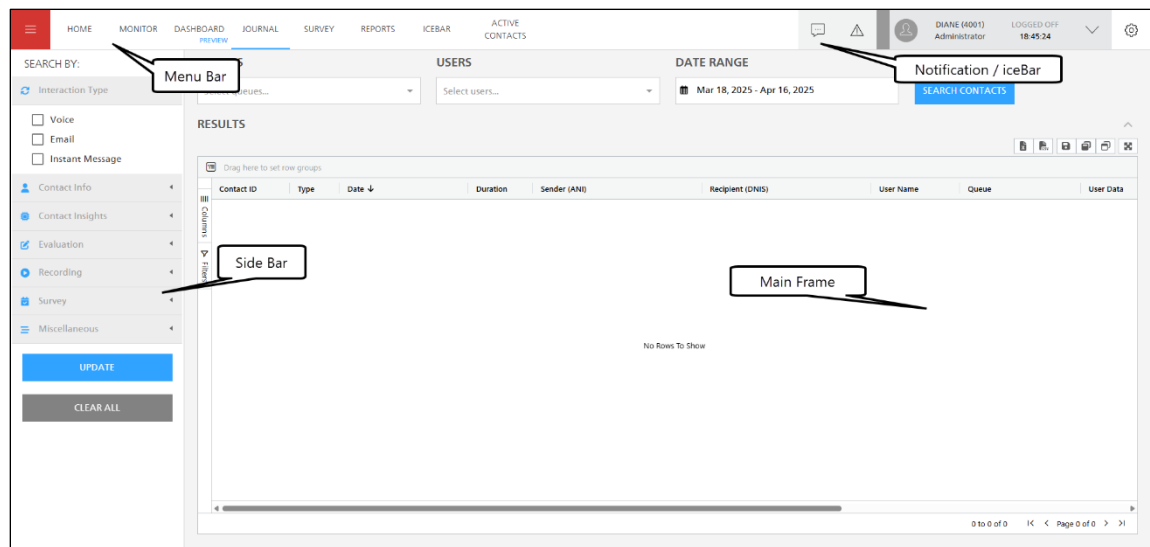 HOME MONITOR DASHBOARD JOURNAL SURVEY REPORTS ICEBAR ACTIVE CONTACTS
PREVIEW
DIANE (4001) LOGGED OFF
Administrator 18:45:24
Menu Bar
Notification / iceBar
SEARCH BY:
USERS DATE RANGE
Interaction Type
queues... Select users... Mar 18, 2025 - Apr 16, 2025 SEARCH CONTACTS
Voice
Email
Instant Message
RESULTS
Drag here to set row groups
Contact Info
Contact ID Type Date Duration Sender (ANI) Recipient (DNIS) User Name Queue User Data
Columns
Contact Insights
Evaluation
Filters
Side Bar
Recording
Main Frame
Survey
Miscellaneous
No Rows To Show
UPDATE
CLEAR ALL
0 to 0 of 0 Page 0 of 0